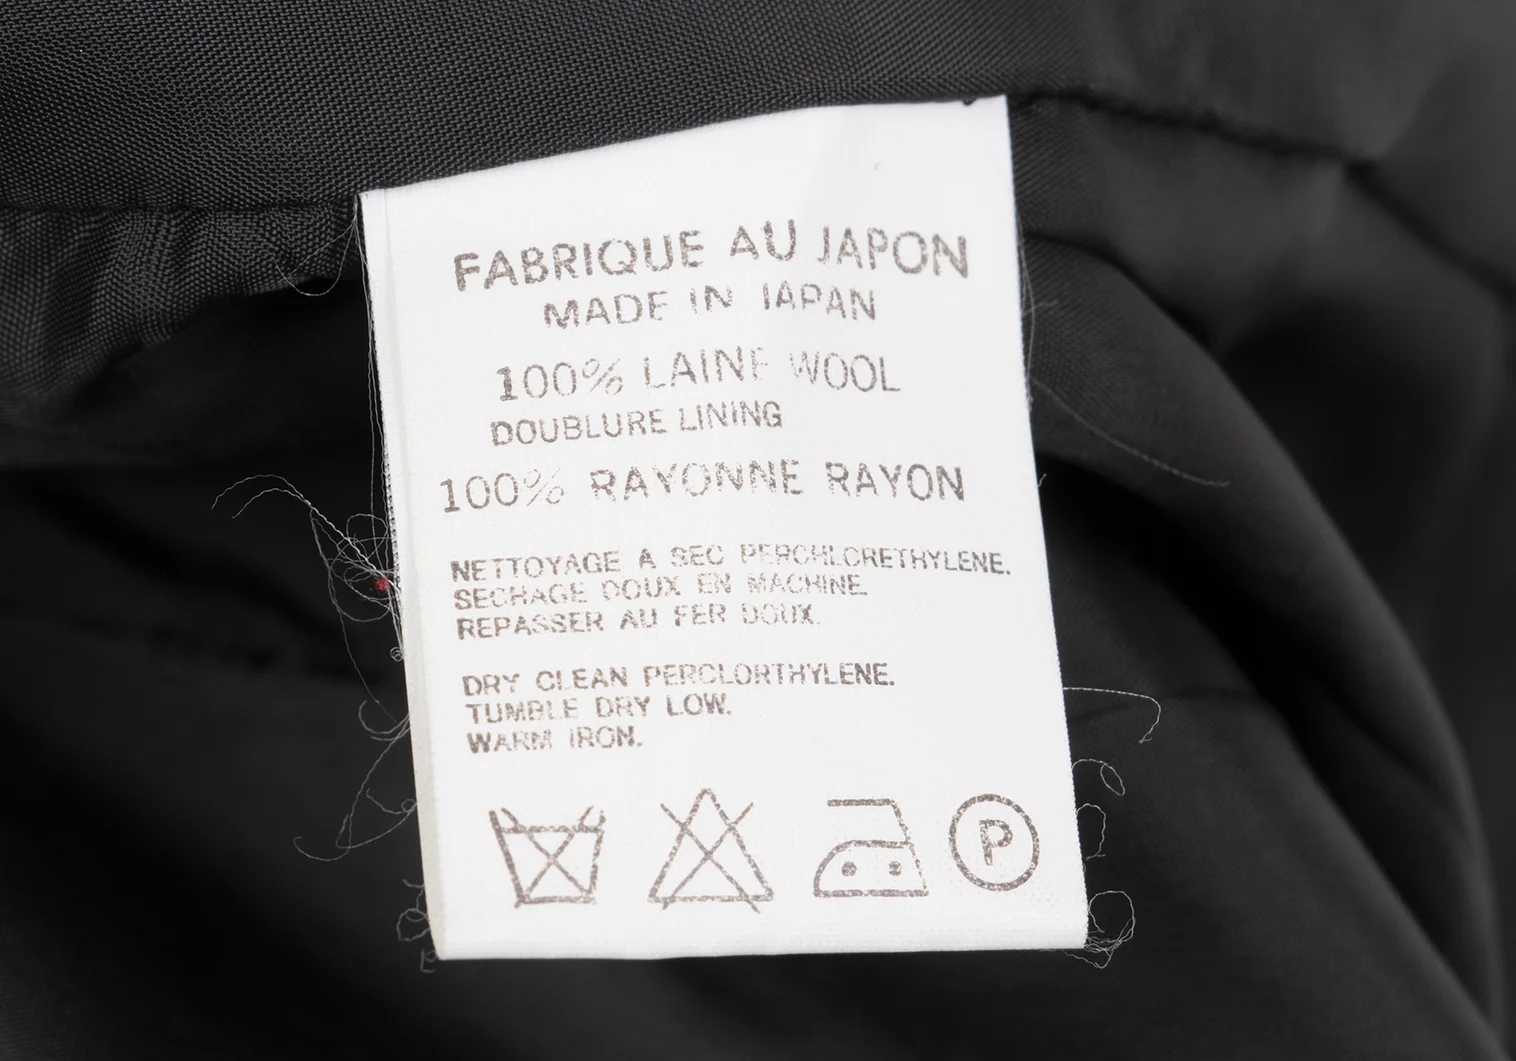 FABRIQUE AU JAPON
MADE IN JAPAN
100% LAINE WOOL
DOUBLURE LINING
100% RAYONNE RAYON
NETTOYAGE A SEC PERCHLORETHYLENE.
SECHAGE DOUX EN MACHINE.
REPASSER AU FER DOUX.
DRY CLEAN PERCLORTHYLENE.
TUMBLE DRY LOW.
WARM IRON.
P